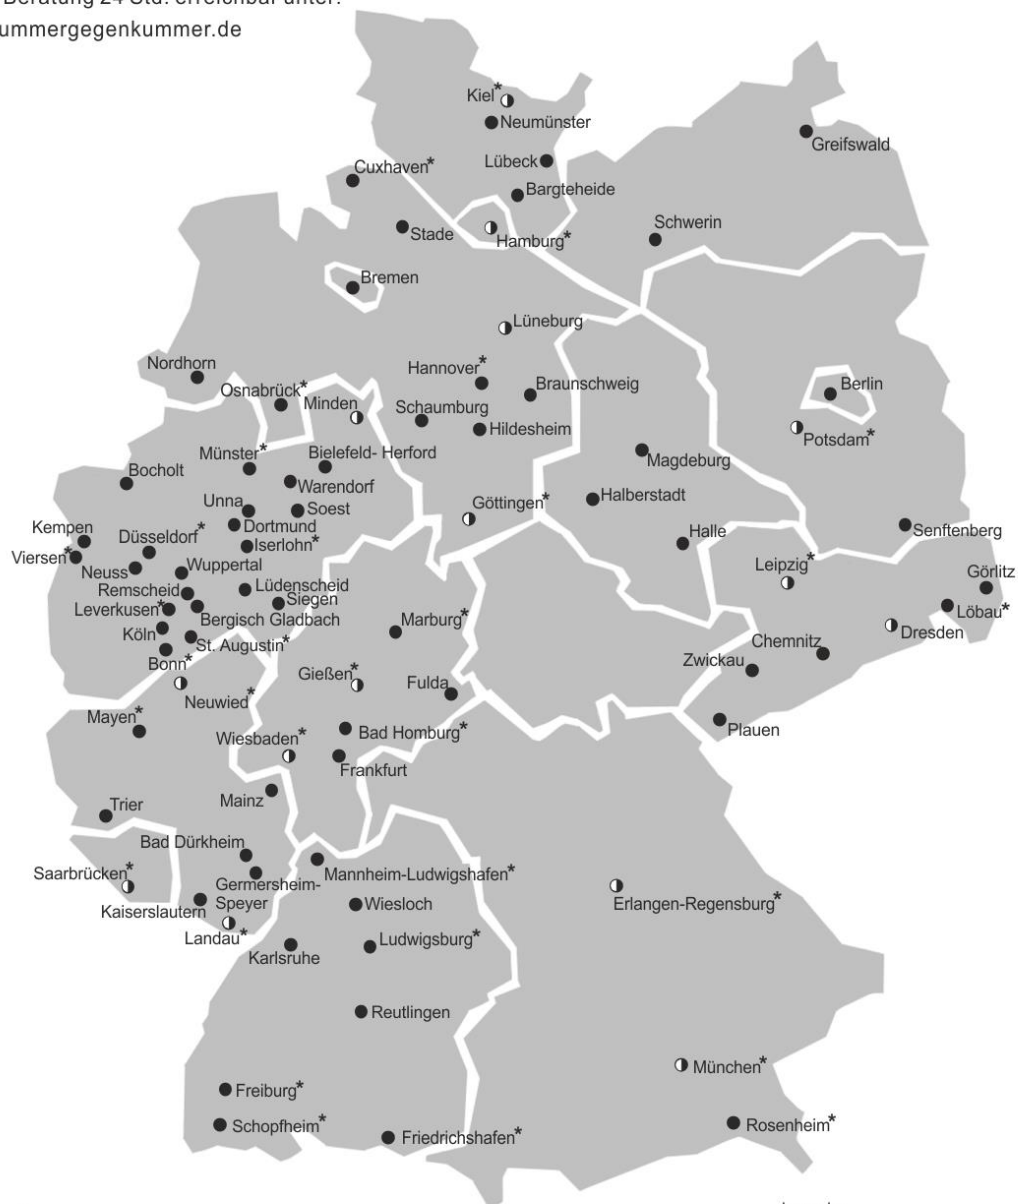 Beratung 24 Std. erreichbar unter:
ummergegenkummer.de
Kiel*
Neumünster
Greifswald
Lübeck
Cuxhaven*
Bargteheide
Schwerin
Stade
Hamburg*
Bremen
Lüneburg
Nordhorn
Hannover*
Osnabrück*
Minden
Braunschweig
Berlin
Schaumburg
Hildesheim
Potsdam*
Münster*
Bielefeld- Herford
Magdeburg
Bocholt
Warendorf
Halberstadt
Unna
Soest
Göttingen*
Kempen
Dortmund
Düsseldorf*
Iserlohn*
Halle
Senftenberg
Viersen*
Neuss
Wuppertal
Leipzig*
Görlitz
Remscheid
Lüdenscheid
Siegen
Leverkusen*
Bergisch Gladbach
Marburg*
Löbau*
Köln
St. Augustin*
Chemnitz
Dresden
Bonn*
Zwickau
Gießen*
Fulda
Neuwied*
Mayen*
Wiesbaden*
Bad Homburg*
Plauen
Frankfurt
Mainz
Trier
Bad Dürkheim
Saarbrücken*
Mannheim-Ludwigshafen*
Germersheim-
Speyer
Kaiserslautern
Wiesloch
Erlangen-Regensburg*
Landau*
Ludwigsburg*
Karlsruhe
Reutlingen
München*
Freiburg*
Schopfheim*
Friedrichshafen*
Rosenheim*